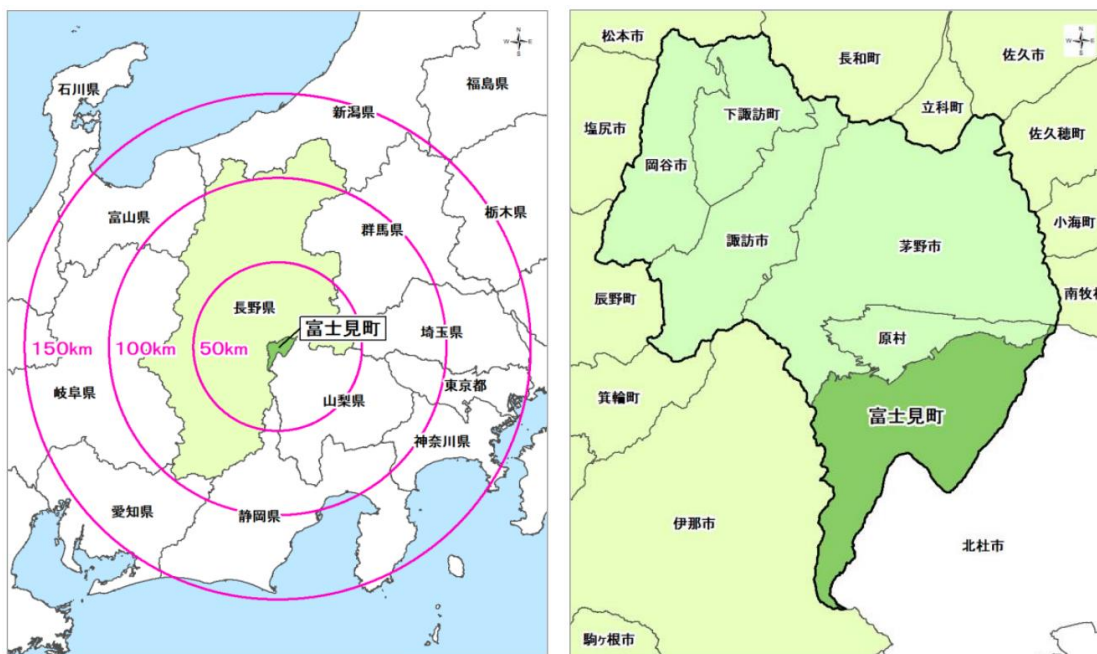 N
W E
S
石川県
福島県
新潟県
富山県
栃木県
群馬県
長野県
富士見町
埼玉県
150km
100km
50km
岐阜県
東京都
山梨県
神奈川県
愛知県
静岡県
N
W E
S
松本市
長和町
佐久市
立科町
下諏訪町
塩尻市
佐久穂町
岡谷市
小海町
諏訪市
茅野市
辰野町
南牧
原村
箕輪町
富士見町
伊那市
北杜市
駒ヶ根市